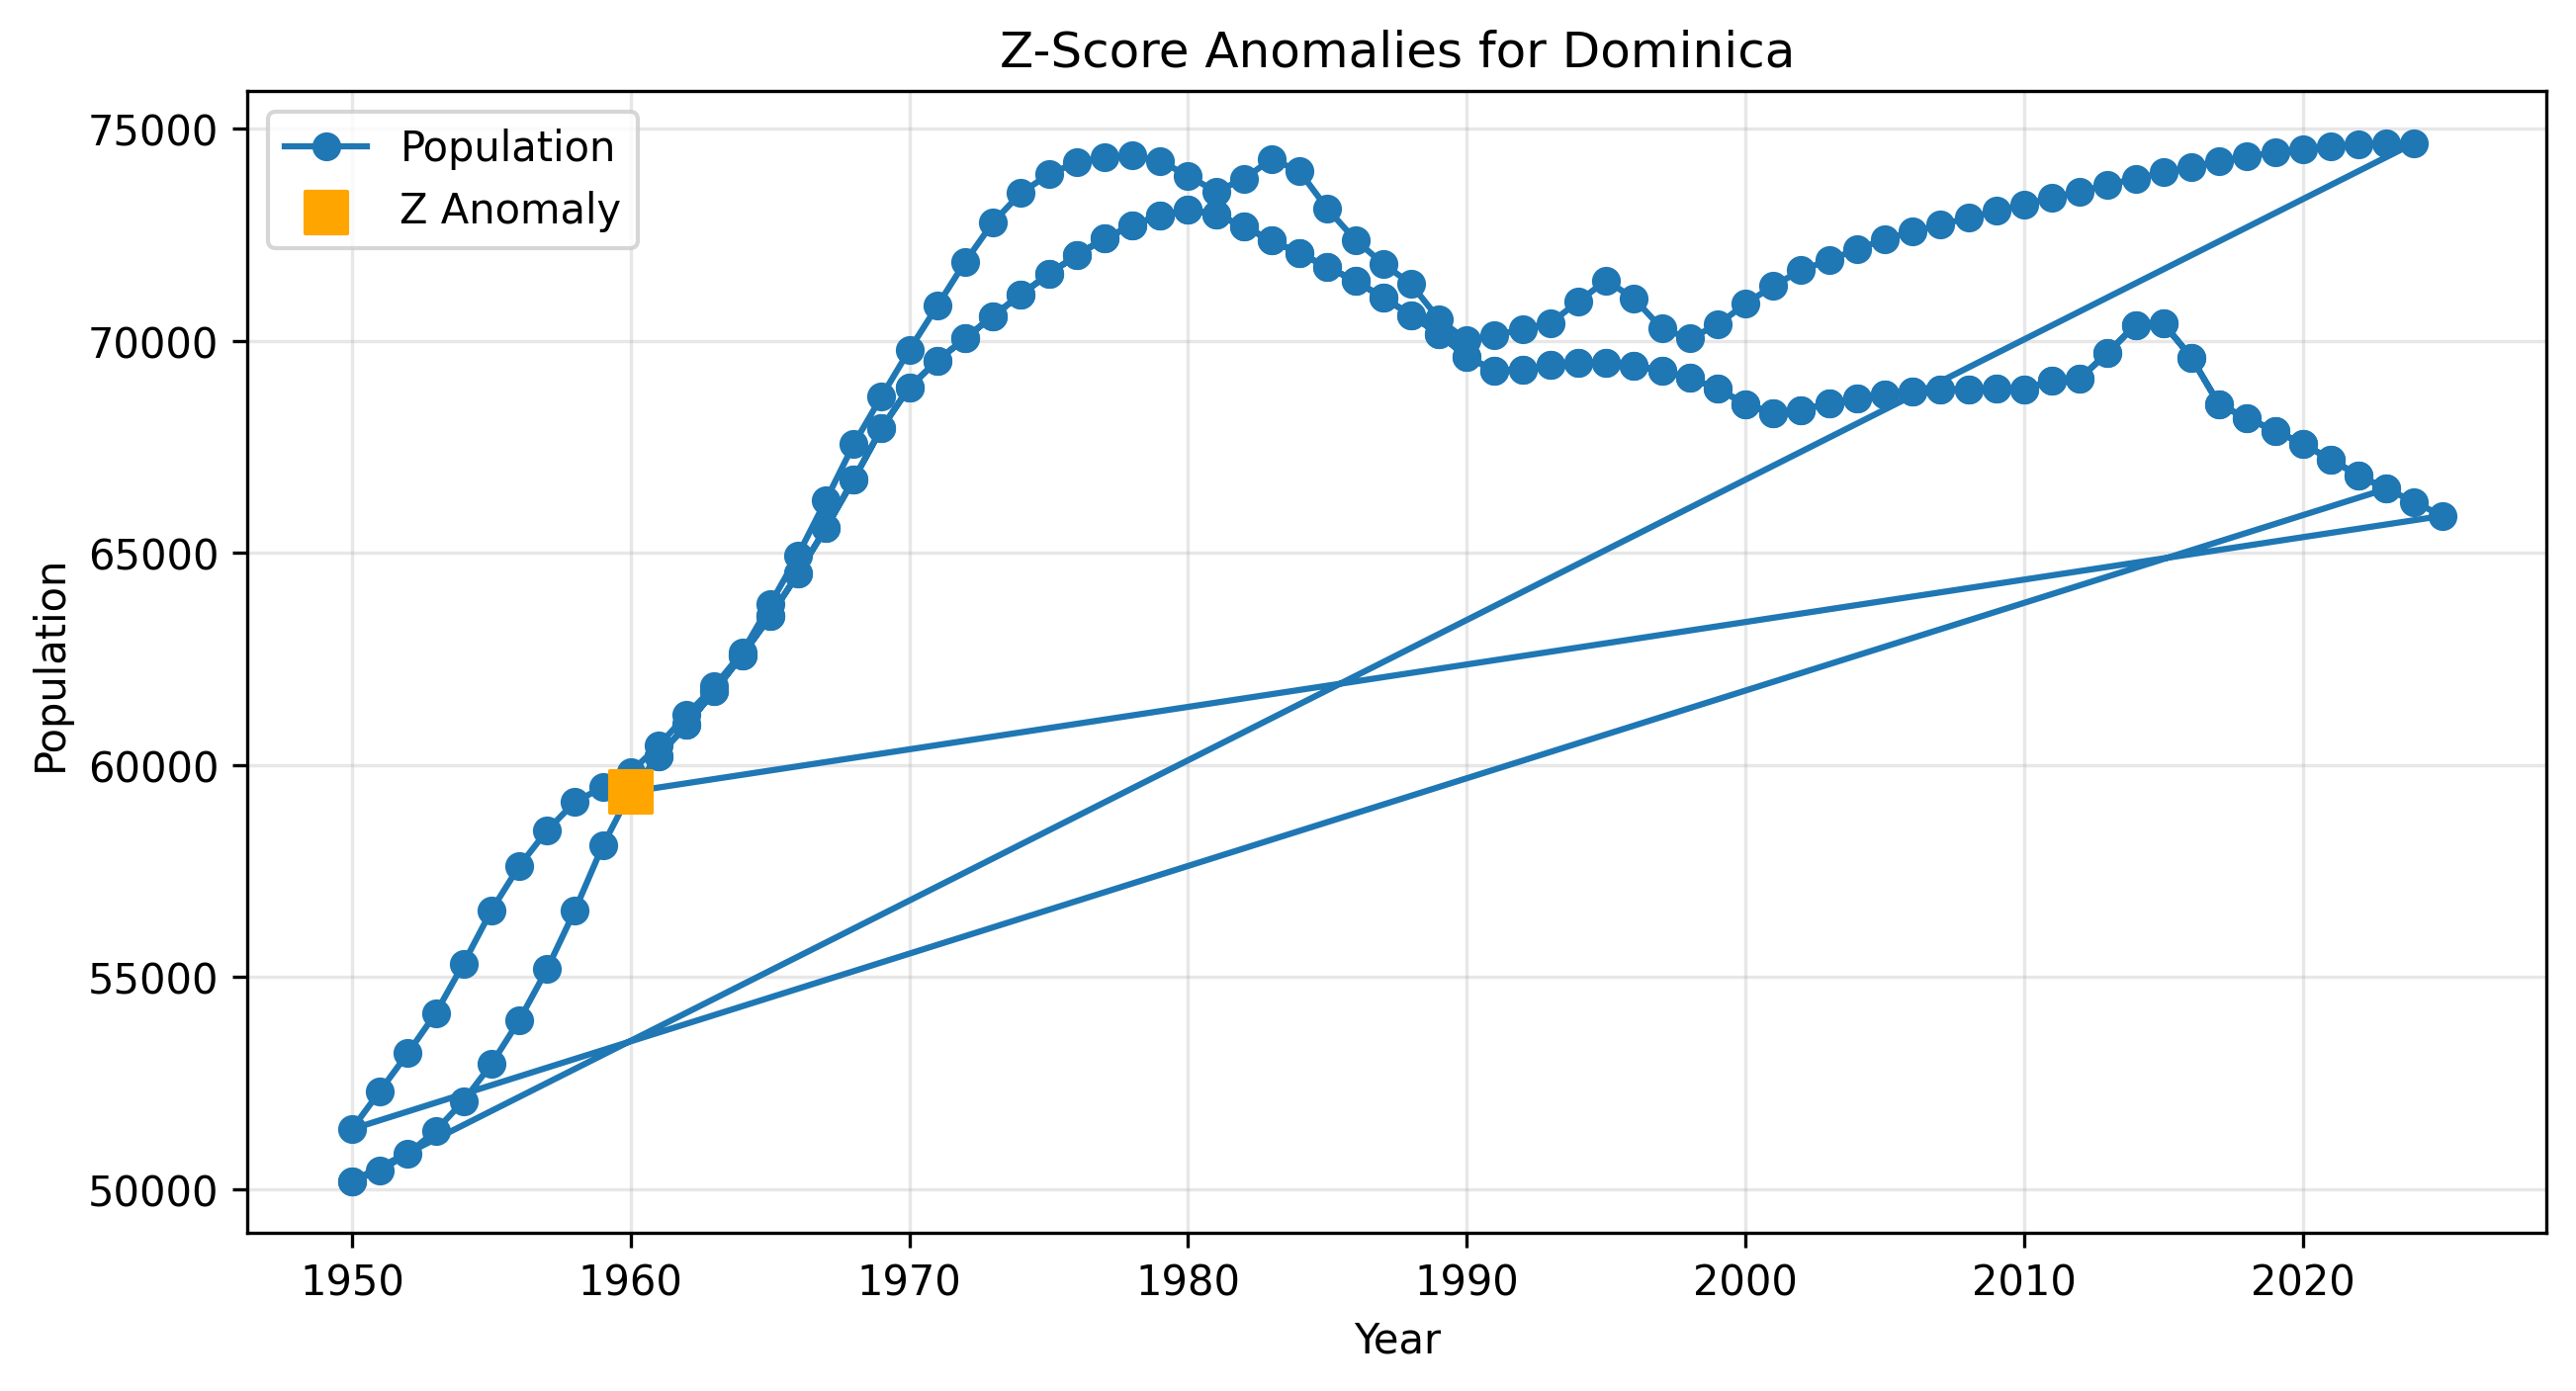 Z-Score Anomalies for Dominica
Population
Z Anomaly
75000
70000
65000
60000
55000
50000
Population
1950 1960 1970 1980 1990 2000 2010 2020
Year